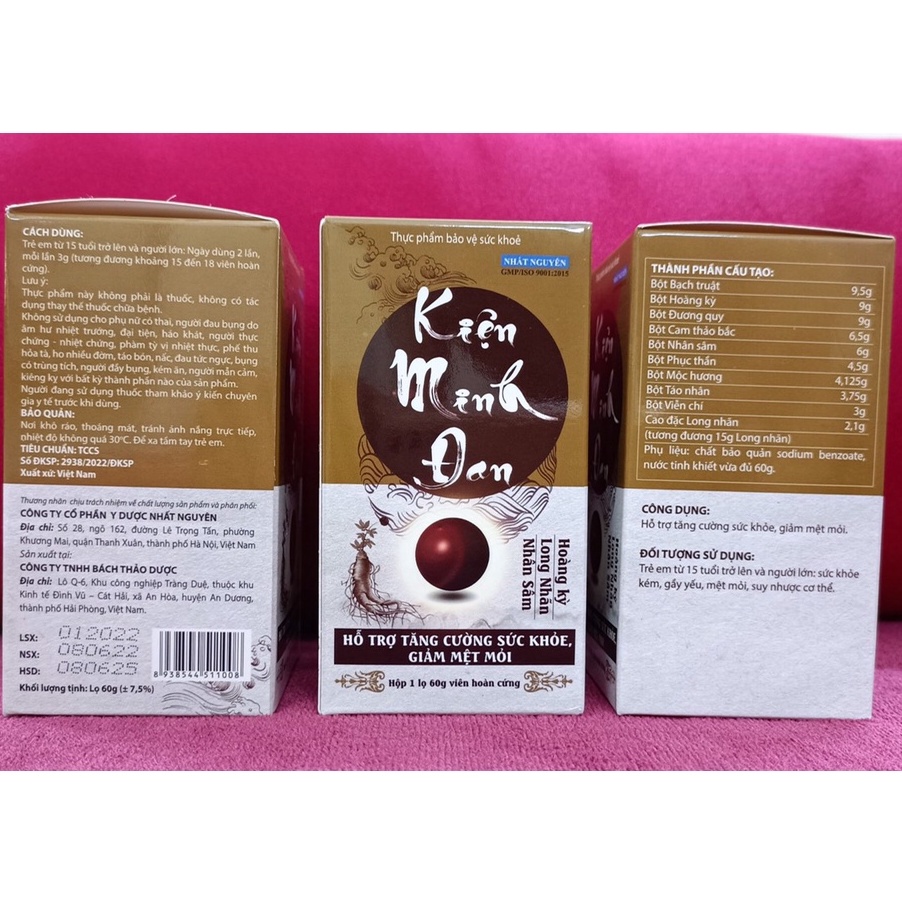 CÁCH DÙNG:
Trẻ em từ 15 tuổi trở lên và người lớn: Ngày dùng 2 lần,
mỗi lần 3g (tương đương khoảng 15 đến 18 viên hoàn
cứng).
Lưu ý:
Thực phẩm này không phải là thuốc, không có tác
dụng thay thế thuốc chữa bệnh.
Không sử dụng cho phụ nữ có thai, người đau bụng do
âm hư nhiệt trướng, đại tiện, háo khát, người thực
chứng - nhiệt chứng, phàm tỳ vị nhiệt thực, phế thu
hỏa tà, ho nhiều đờm, táo bón, nấc, đau tức ngực, bụng
có trùng tích, người đầy bụng, kém ăn, người mẫn cảm,
kiêng kỵ với bất kỳ thành phần nào của sản phẩm.
Người đang sử dụng thuốc tham khảo ý kiến chuyên
gia y tế trước khi dùng.
BẢO QUẢN:
Nơi khô ráo, thoáng mát, tránh ánh nắng trực tiếp,
nhiệt độ không quá 30°C. Để xa tầm tay trẻ em.
TIÊU CHUẨN: TCCS
Số ĐKSP: 2938/2022/ĐKSP
Xuất xứ: Việt Nam
Thương nhân chịu trách nhiệm về chất lượng sản phẩm và phân phối:
CÔNG TY CỔ PHẦN Y DƯỢC NHẤT NGUYÊN
Địa chỉ: Số 28, ngõ 162, đường Lê Trọng Tấn, phường
Khương Mai, quận Thanh Xuân, thành phố Hà Nội, Việt Nam
Sản xuất tại:
CÔNG TY TNHH BÁCH THẢO DƯỢC
Địa chỉ: Lô Q-6, Khu công nghiệp Tràng Duệ, thuộc khu
Kinh tế Đình Vũ – Cát Hải, xã An Hòa, huyện An Dương,
thành phố Hải Phòng, Việt Nam.
LSX: 012022
NSX: 080622
HSD: 080625
8 938544 511008
Khối lượng tịnh: Lọ 60g (± 7,5%)
Thực phẩm bảo vệ sức khoẻ
NHẤT NGUYÊN
GMP/ISO 9001:2015
Kiện
Minh
Đan
Hoàng kỳ
Long Nhãn
Nhân Sâm
HỖ TRỢ TĂNG CƯỜNG SỨC KHỎE,
GIẢM MỆT MỎI
Hộp 1 lọ 60g viên hoàn cứng
THÀNH PHẦN CẤU TẠO:
Bột Bạch truật 9,5g
Bột Hoàng kỳ 9g
Bột Đương quy 9g
Bột Cam thảo bắc 6,5g
Bột Nhân sâm 6g
Bột Phục thần 4,5g
Bột Mộc hương 4,125g
Bột Táo nhân 3,75g
Bột Viễn chí 3g
Cao đặc Long nhãn 2,1g
(tương đương 15g Long nhãn)
Phụ liệu: chất bảo quản sodium benzoate,
nước tinh khiết vừa đủ 60g.
CÔNG DỤNG:
Hỗ trợ tăng cường sức khỏe, giảm mệt mỏi.
ĐỐI TƯỢNG SỬ DỤNG:
Trẻ em từ 15 tuổi trở lên và người lớn: sức khỏe
kém, gầy yếu, mệt mỏi, suy nhược cơ thể.